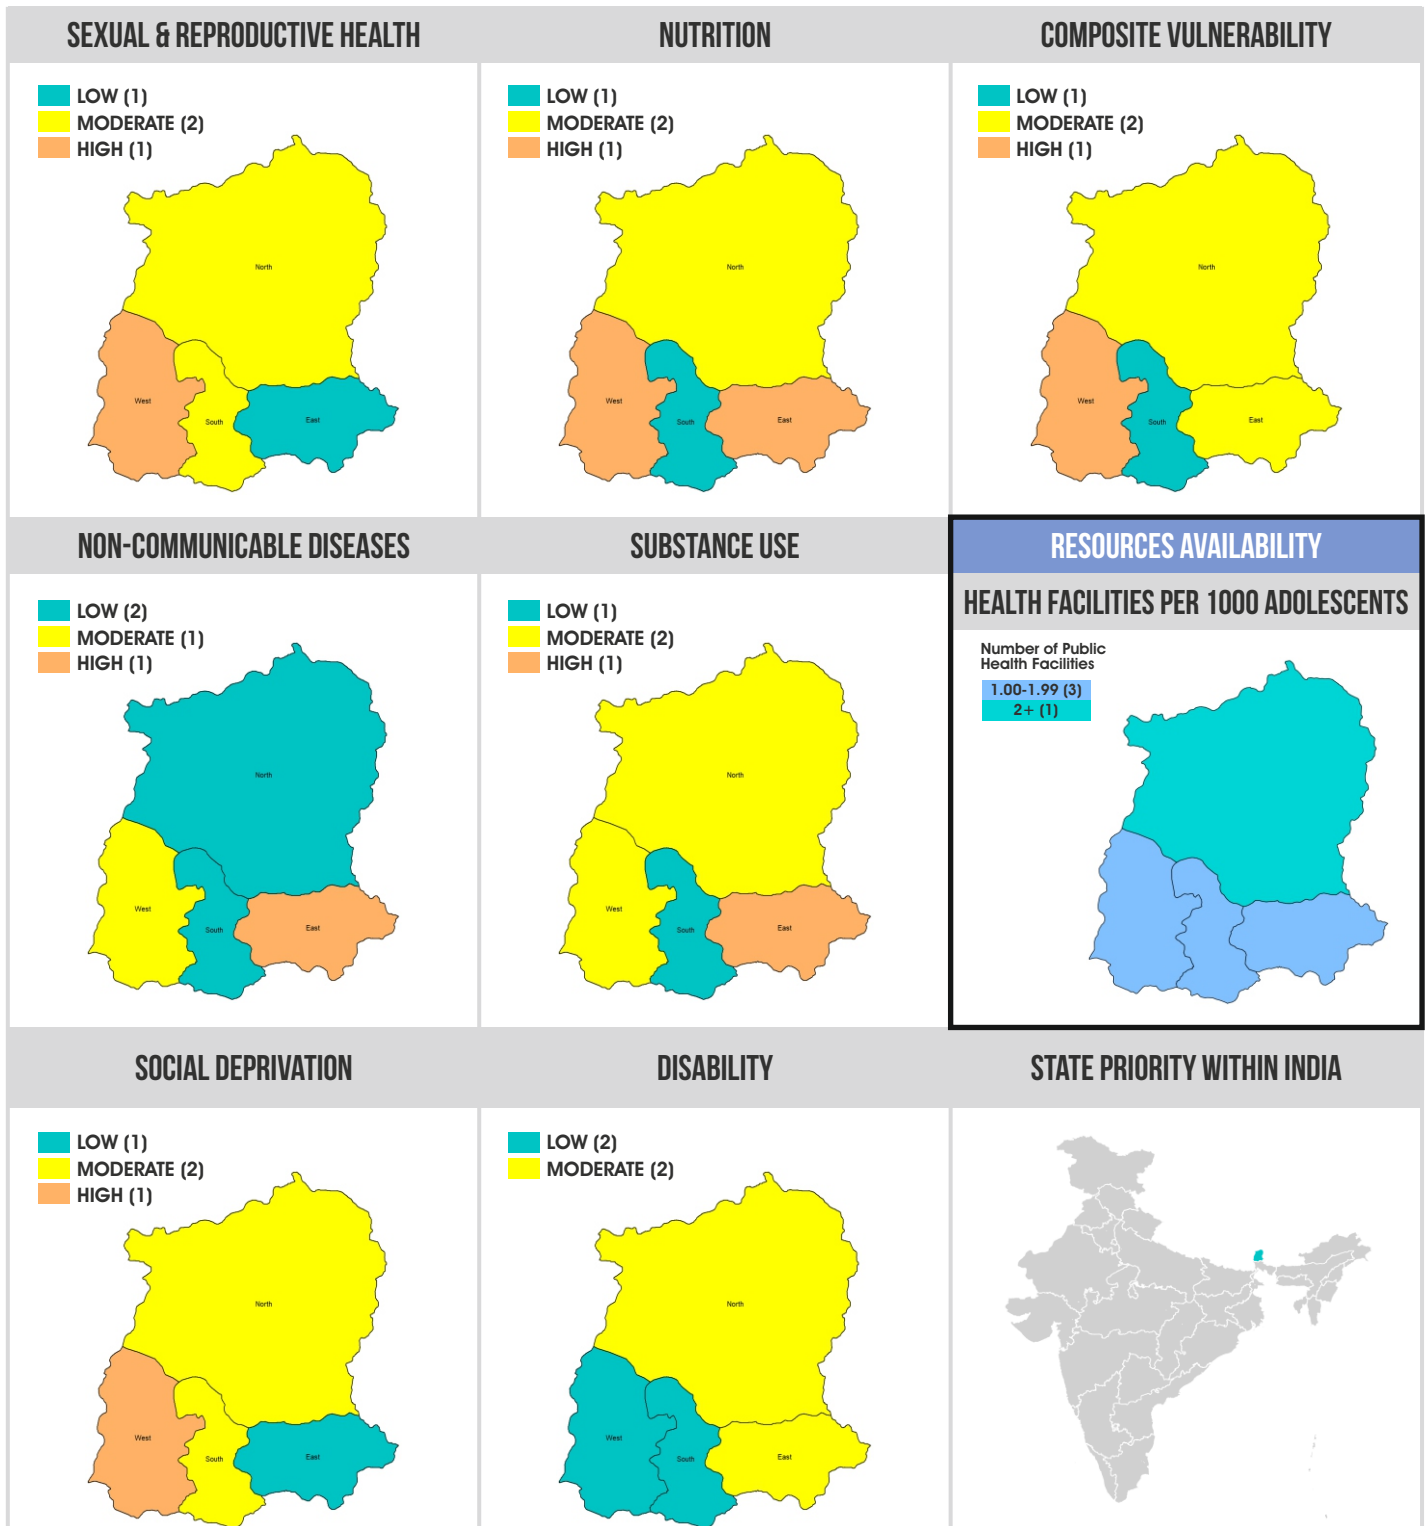 SEXUAL & REPRODUCTIVE HEALTH
LOW (1)
MODERATE (2)
HIGH (1)
North
West
South
East
NUTRITION
LOW (1)
MODERATE (2)
HIGH (1)
North
West
South
East
COMPOSITE VULNERABILITY
LOW (1)
MODERATE (2)
HIGH (1)
North
West
South
East
NON-COMMUNICABLE DISEASES
LOW (2)
MODERATE (1)
HIGH (1)
North
West
South
East
SUBSTANCE USE
LOW (1)
MODERATE (2)
HIGH (1)
North
West
South
East
RESOURCES AVAILABILITY
HEALTH FACILITIES PER 1000 ADOLESCENTS
Number of Public
Health Facilities
1.00-1.99 (3)
2+ (1)
SOCIAL DEPRIVATION
LOW (1)
MODERATE (2)
HIGH (1)
North
West
South
East
DISABILITY
LOW (2)
MODERATE (2)
North
West
South
East
STATE PRIORITY WITHIN INDIA